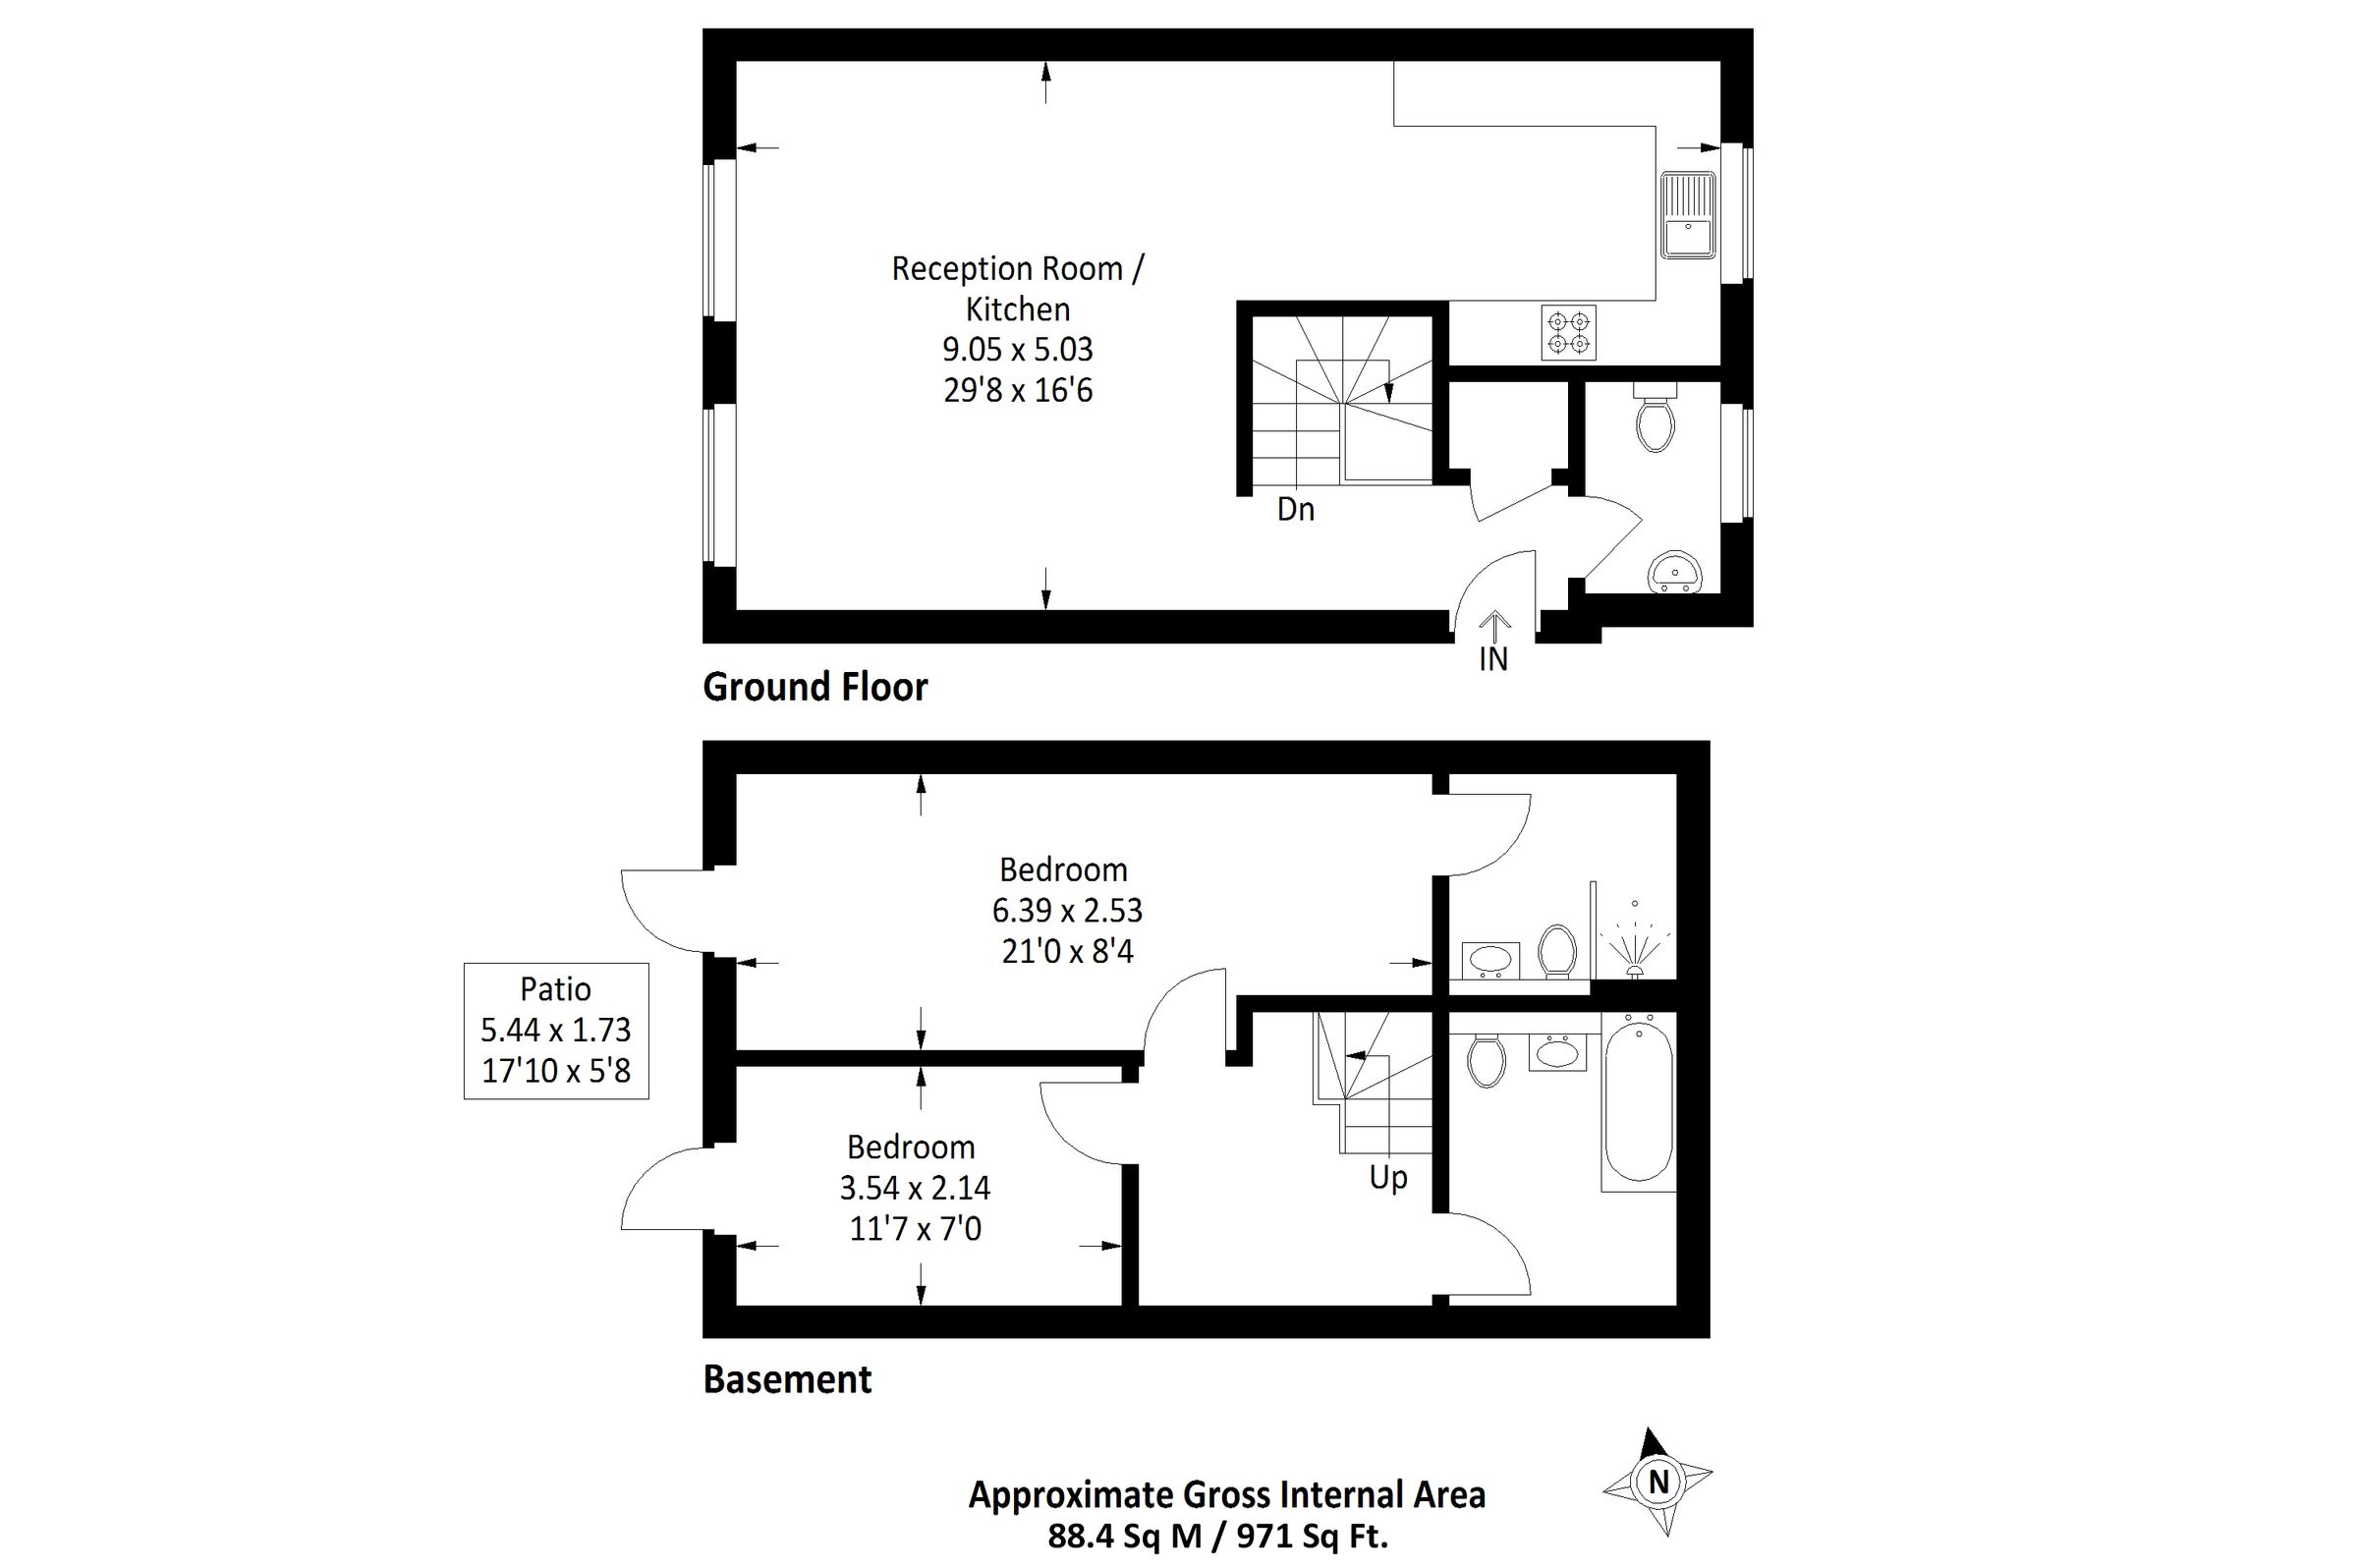 Reception Room /
Kitchen
9.05 x 5.03
29'8 x 16'6
Dn
IN
Ground Floor
Bedroom
6.39 x 2.53
21'0 x 8'4
Patio
5.44 x 1.73
17'10 x 5'8
Bedroom
3.54 x 2.14
11'7 x 7'0
Up
Basement
N
Approximate Gross Internal Area
88.4 Sq M / 971 Sq Ft.